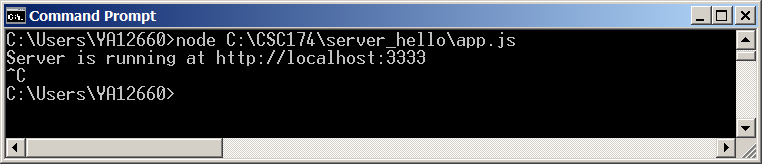 Command Prompt
C:\Users\YA12660>node C:\CSC174\server_hello\app.js
Server is running at http://localhost:3333
^C
C:\Users\YA12660>